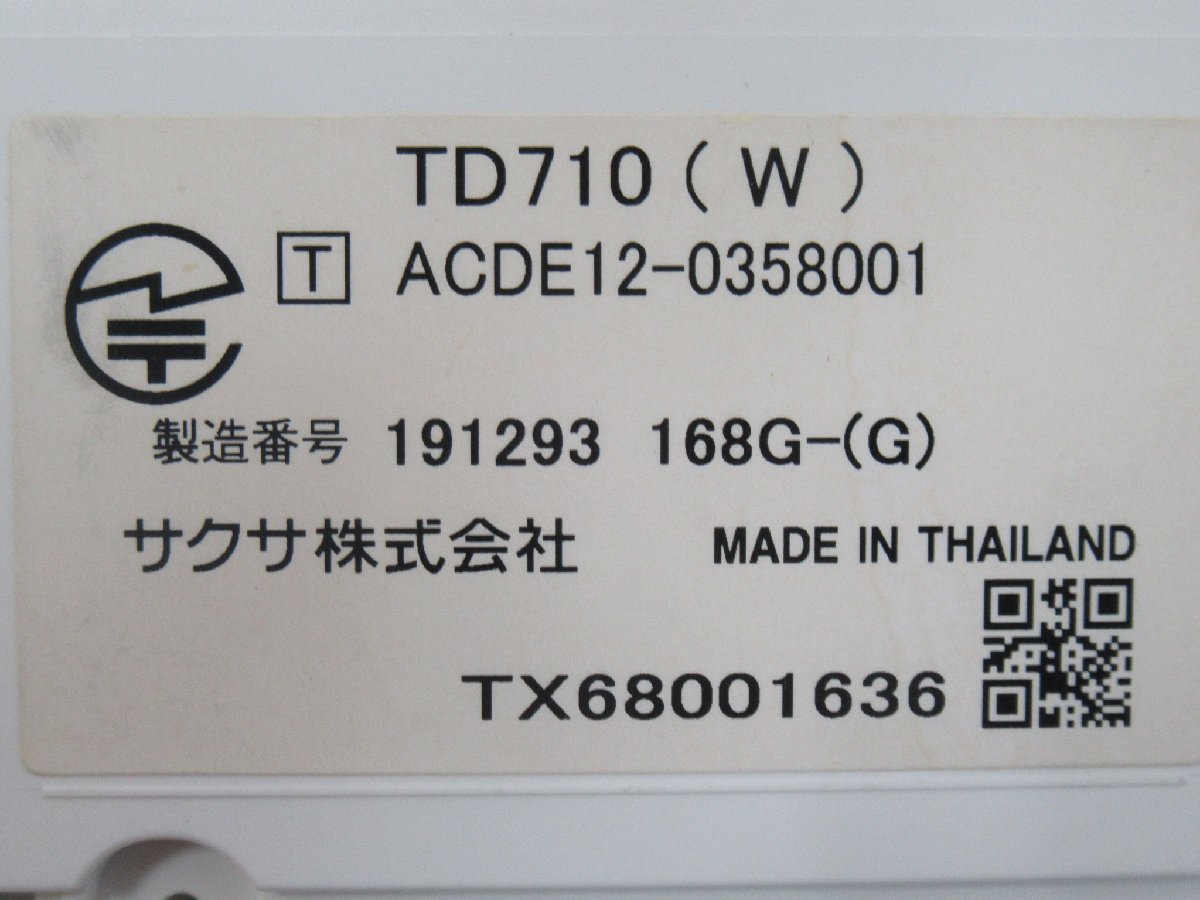 TD710(W)
T ACDE12-0358001
製造番号 191293 168G-(G)
サクサ株式会社 MADE IN THAILAND
TX68001636